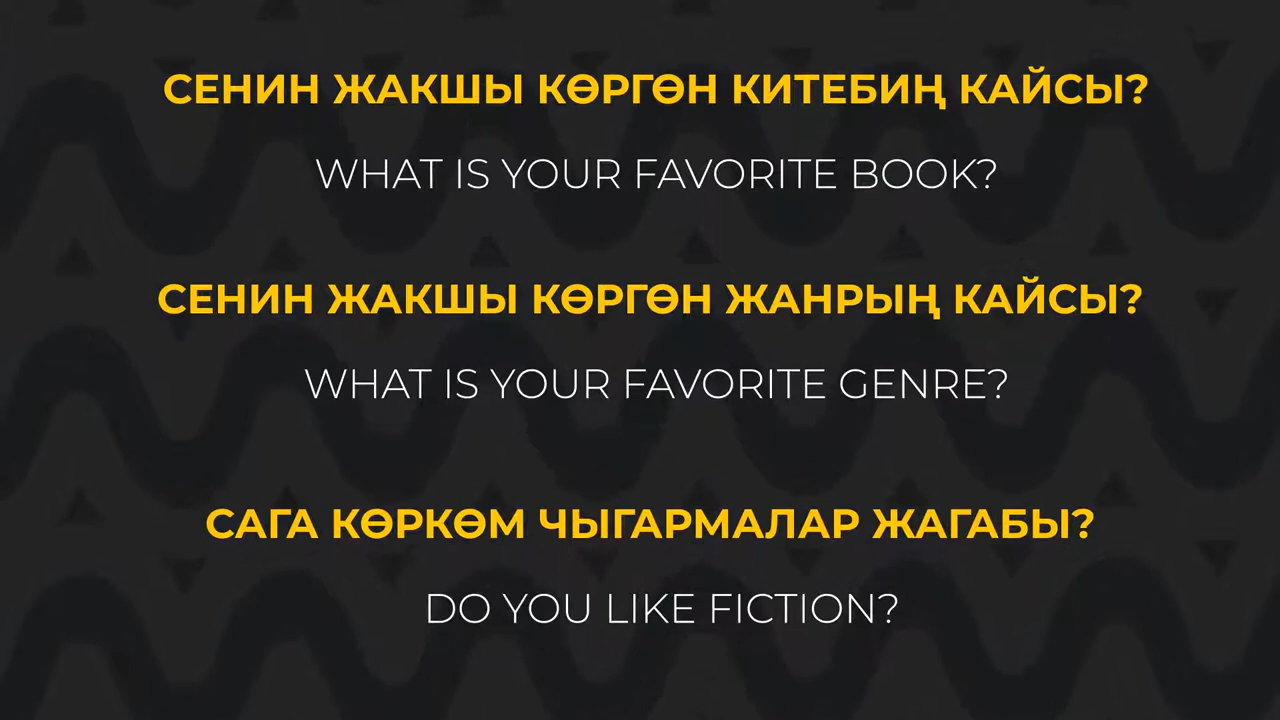 СЕНИН ЖАКШЫ КӨРГӨН КИТЕБИҢ КАЙСЫ?
WHAT IS YOUR FAVORITE BOOK?
СЕНИН ЖАКШЫ КӨРГӨН ЖАНРЫҢ КАЙСЫ?
WHAT IS YOUR FAVORITE GENRE?
САГА КӨРКӨМ ЧЫГАРМАЛАР ЖАГАБЫ?
DO YOU LIKE FICTION?